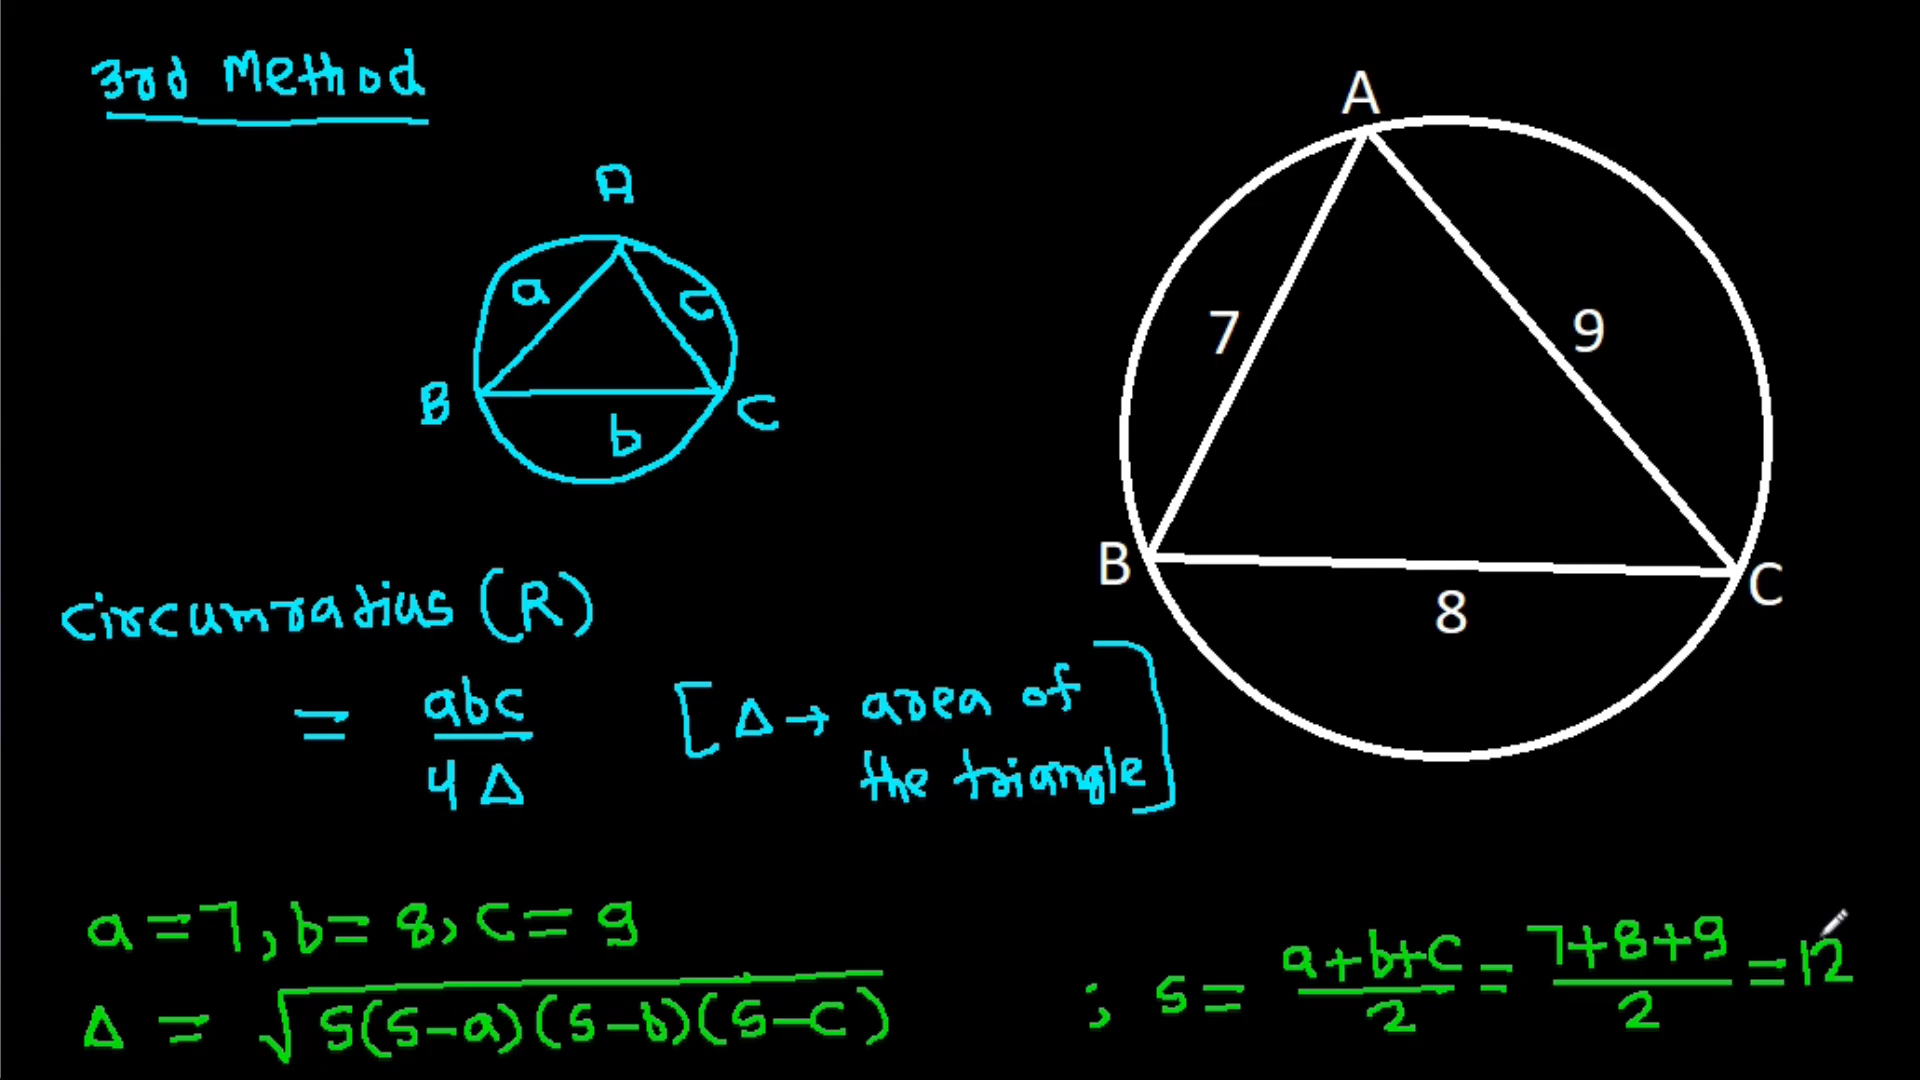 3rd Method
A
a
c
B
C
b
A
7
9
B
C
8
Circumradius (R)
= abc / 4Δ [Δ → area of the triangle]
a = 7, b = 8, c = 9
Δ = √s(s-a)(s-b)(s-c) ; s = a+b+c / 2 = 7+8+9 / 2 = 12